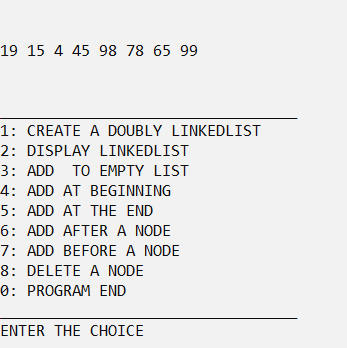 19 15 4 45 98 78 65 99
1: CREATE A DOUBLY LINKEDLIST
2: DISPLAY LINKEDLIST
3: ADD  TO EMPTY LIST
4: ADD AT BEGINNING
5: ADD AT THE END
6: ADD AFTER A NODE
7: ADD BEFORE A NODE
8: DELETE A NODE
0: PROGRAM END
ENTER THE CHOICE